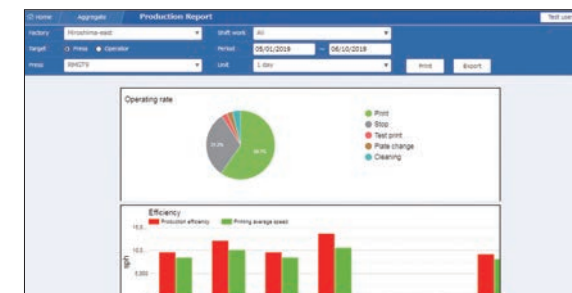 Home Aggregate Production Report Test user
Factory Hiroshima-east Shift work All
Target Press Operator Period 05/01/2019 ~ 06/10/2019
Press Unit 1 day Print Export
Operating rate
Print
Stop
Test print
Plate change
Cleaning
Efficiency
Production efficiency Printing average speed
sph